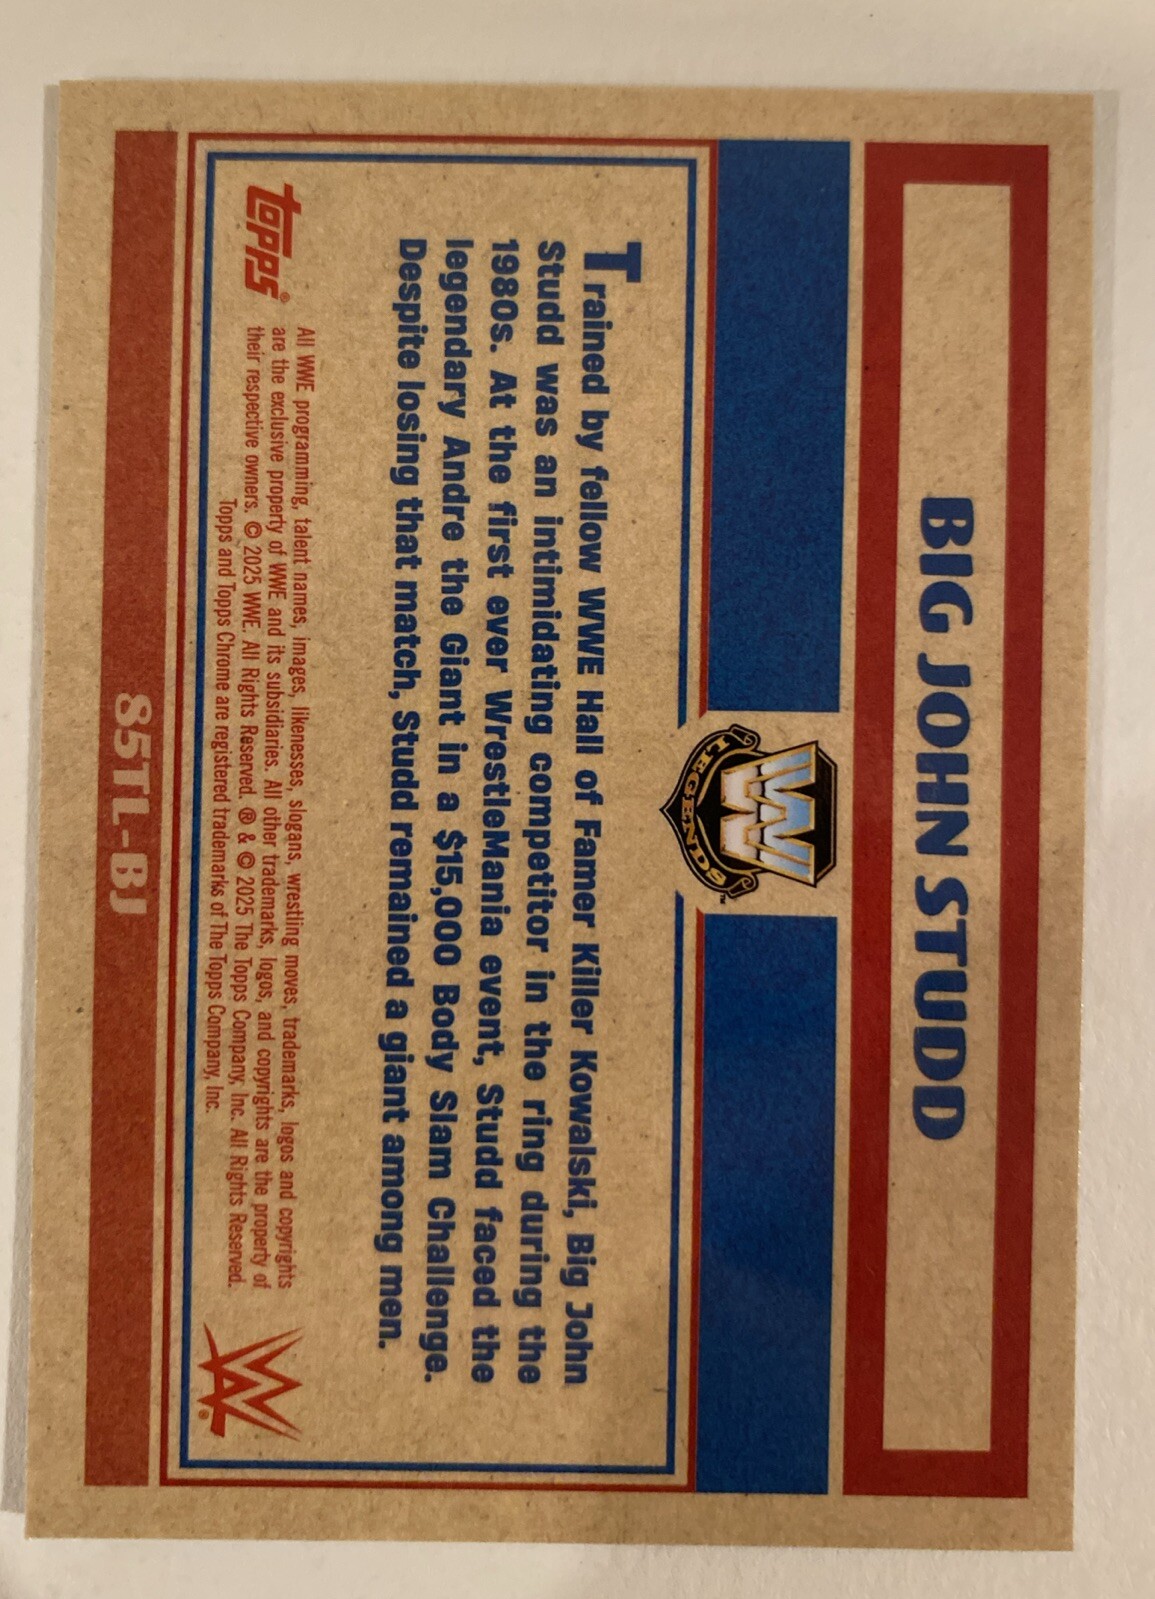 BIG JOHN STUDD
W
LEGENDS™
Trained by fellow WWE Hall of Famer Killer Kowalski, Big John
Studd was an intimidating competitor in the ring during the
1980s. At the first ever WrestleMania event, Studd faced the
legendary Andre the Giant in a $15,000 Body Slam Challenge.
Despite losing that match, Studd remained a giant among men.
topps®
All WWE programming, talent names, images, likenesses, slogans, wrestling moves, trademarks, logos and copyrights
are the exclusive property of WWE and its subsidiaries. All other trademarks, logos, and copyrights are the property of
their respective owners. © 2025 WWE. All Rights Reserved. ® & © 2025 The Topps Company, Inc. All Rights Reserved.
Topps and Topps Chrome are registered trademarks of The Topps Company, Inc.
W®
85TL-BJ